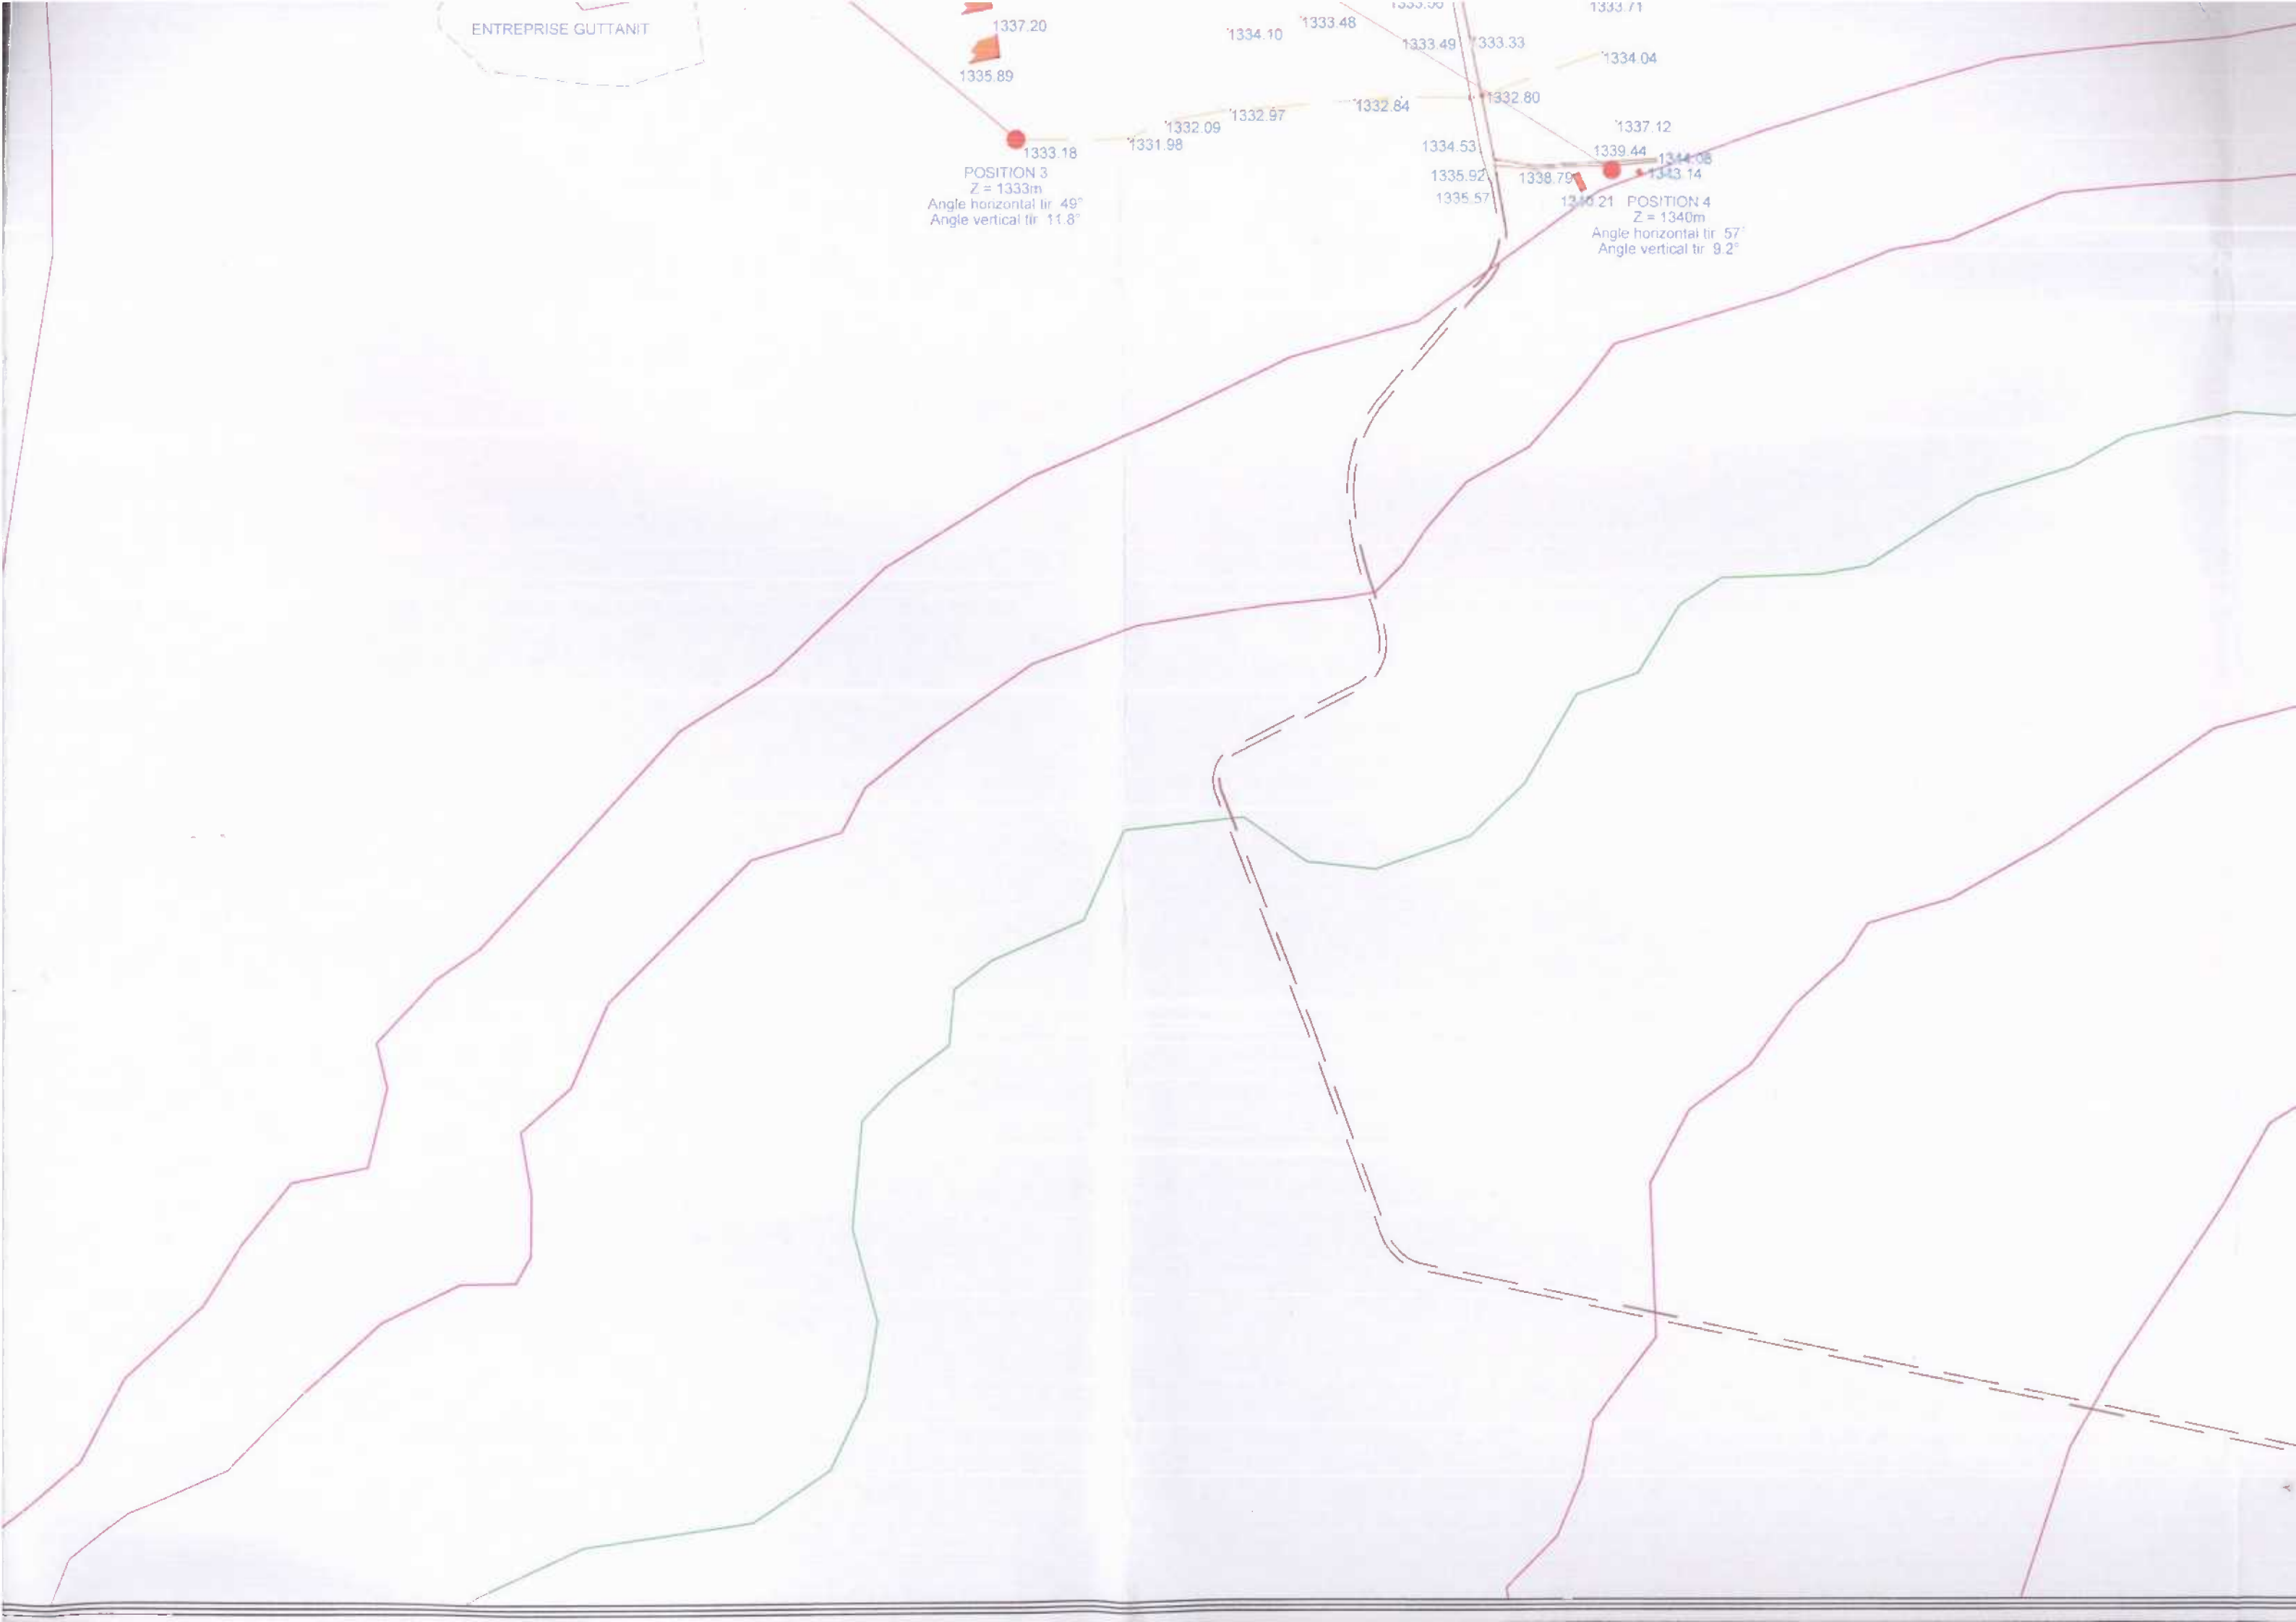 ENTREPRISE GUTTANIT
1337.20
1335.89
1334.10
1333.48
1333.71
1333.49
1333.33
1334.04
1332.80
1332.84
1332.97
1332.09
1331.98
1333.18
POSITION 3
Z = 1333m
Angle horizontal tir 49°
Angle vertical tir 11.8°
1337.12
1334.53
1339.44
1335.92
1338.79
1343.14
1335.57
POSITION 4
Z = 1340m
Angle horizontal tir 57°
Angle vertical tir 9.2°